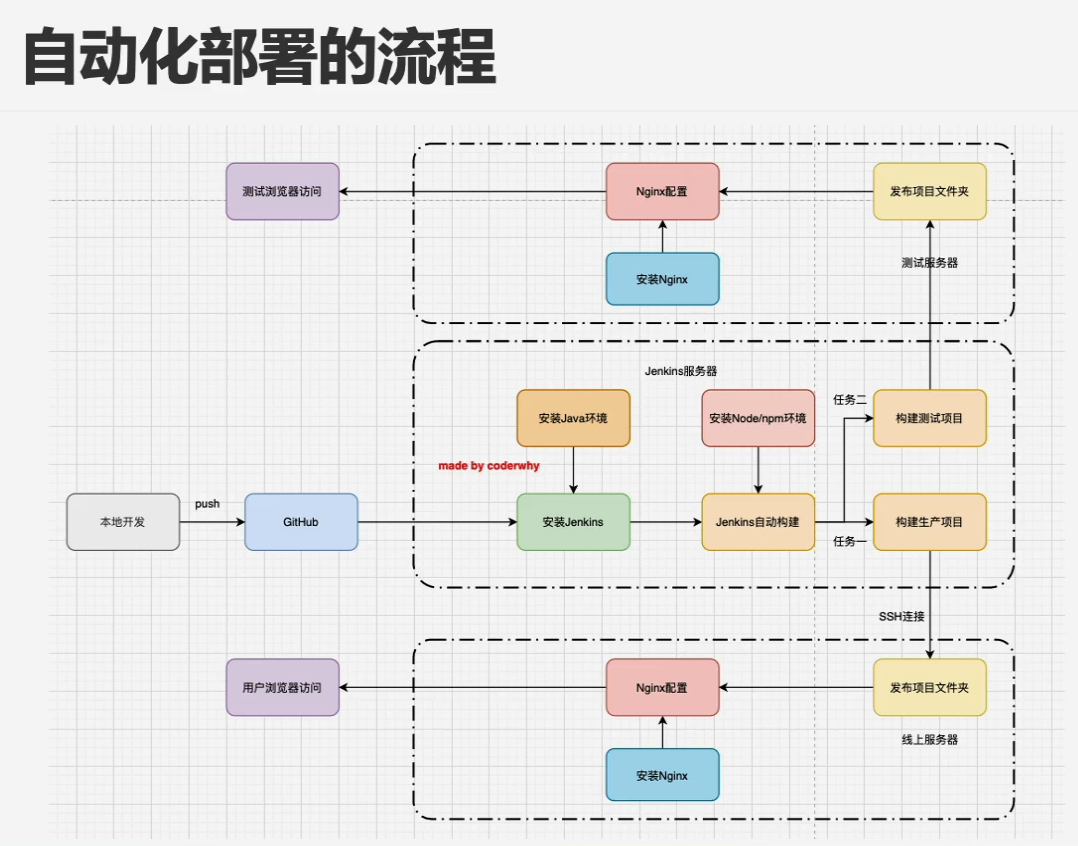 自动化部署的流程
测试浏览器访问
Nginx配置
发布项目文件夹
测试服务器
安装Nginx
Jenkins服务器
安装Java环境
安装Node/npm环境
任务二
构建测试项目
made by coderwhy
本地开发
push
GitHub
安装Jenkins
Jenkins自动构建
任务一
构建生产项目
SSH连接
用户浏览器访问
Nginx配置
发布项目文件夹
线上服务器
安装Nginx